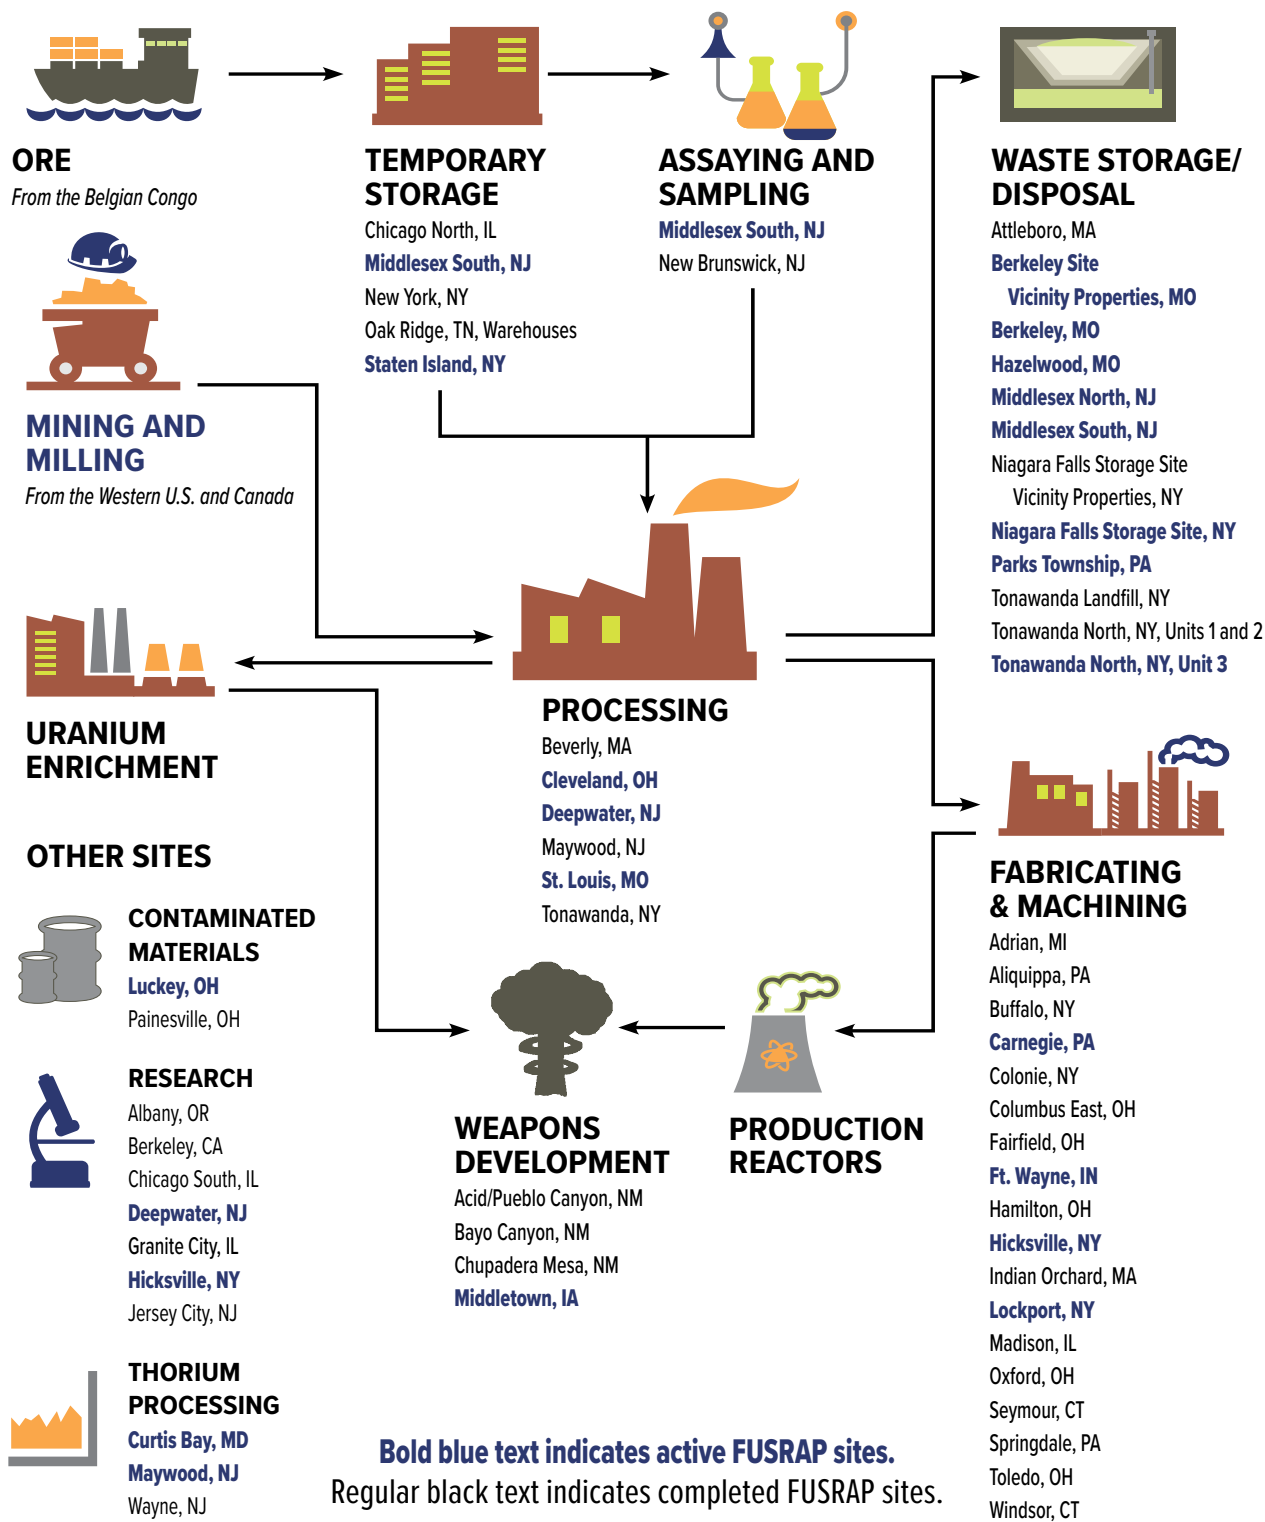 ORE
From the Belgian Congo
TEMPORARY
STORAGE
Chicago North, IL
Middlesex South, NJ
New York, NY
Oak Ridge, TN, Warehouses
Staten Island, NY
ASSAYING AND
SAMPLING
Middlesex South, NJ
New Brunswick, NJ
WASTE STORAGE/
DISPOSAL
Attleboro, MA
Berkeley Site
Vicinity Properties, MO
Berkeley, MO
Hazelwood, MO
Middlesex North, NJ
Middlesex South, NJ
Niagara Falls Storage Site
Vicinity Properties, NY
Niagara Falls Storage Site, NY
Parks Township, PA
Tonawanda Landfill, NY
Tonawanda North, NY, Units 1 and 2
Tonawanda North, NY, Unit 3
MINING AND
MILLING
From the Western U.S. and Canada
PROCESSING
Beverly, MA
Cleveland, OH
Deepwater, NJ
Maywood, NJ
St. Louis, MO
Tonawanda, NY
URANIUM
ENRICHMENT
FABRICATING
& MACHINING
Adrian, MI
Aliquippa, PA
Buffalo, NY
Carnegie, PA
Colonie, NY
Columbus East, OH
Fairfield, OH
Ft. Wayne, IN
Hamilton, OH
Hicksville, NY
Indian Orchard, MA
Lockport, NY
Madison, IL
Oxford, OH
Seymour, CT
Springdale, PA
Toledo, OH
Windsor, CT
WEAPONS
DEVELOPMENT
Acid/Pueblo Canyon, NM
Bayo Canyon, NM
Chupadera Mesa, NM
Middletown, IA
PRODUCTION
REACTORS
OTHER SITES
CONTAMINATED
MATERIALS
Luckey, OH
Painesville, OH
RESEARCH
Albany, OR
Berkeley, CA
Chicago South, IL
Deepwater, NJ
Granite City, IL
Hicksville, NY
Jersey City, NJ
THORIUM
PROCESSING
Curtis Bay, MD
Maywood, NJ
Wayne, NJ
Bold blue text indicates active FUSRAP sites.
Regular black text indicates completed FUSRAP sites.